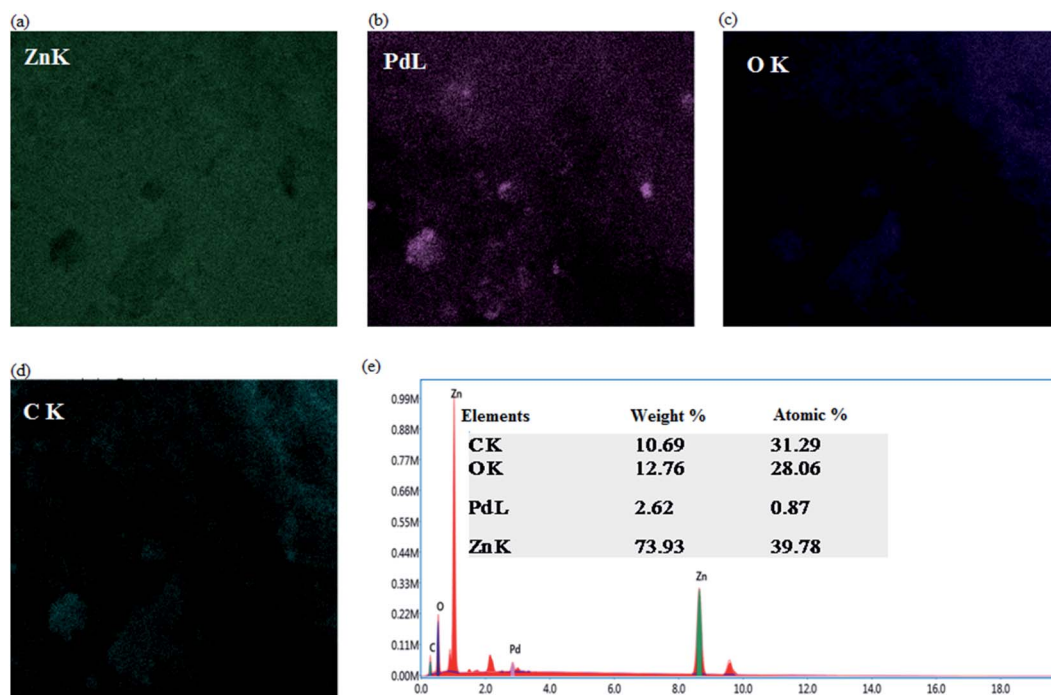 (a)
ZnK
(b)
PdL
(c)
O K
(d)
C K
(e)
Elements Weight % Atomic %
CK 10.69 31.29
OK 12.76 28.06
PdL 2.62 0.87
ZnK 73.93 39.78
0.99M
0.88M
0.77M
0.66M
0.55M
0.44M
0.33M
0.22M
0.11M
0.00M
Zn
C
O
Pd
Zn
0.0 2.0 4.0 6.0 8.0 10.0 12.0 14.0 16.0 18.0